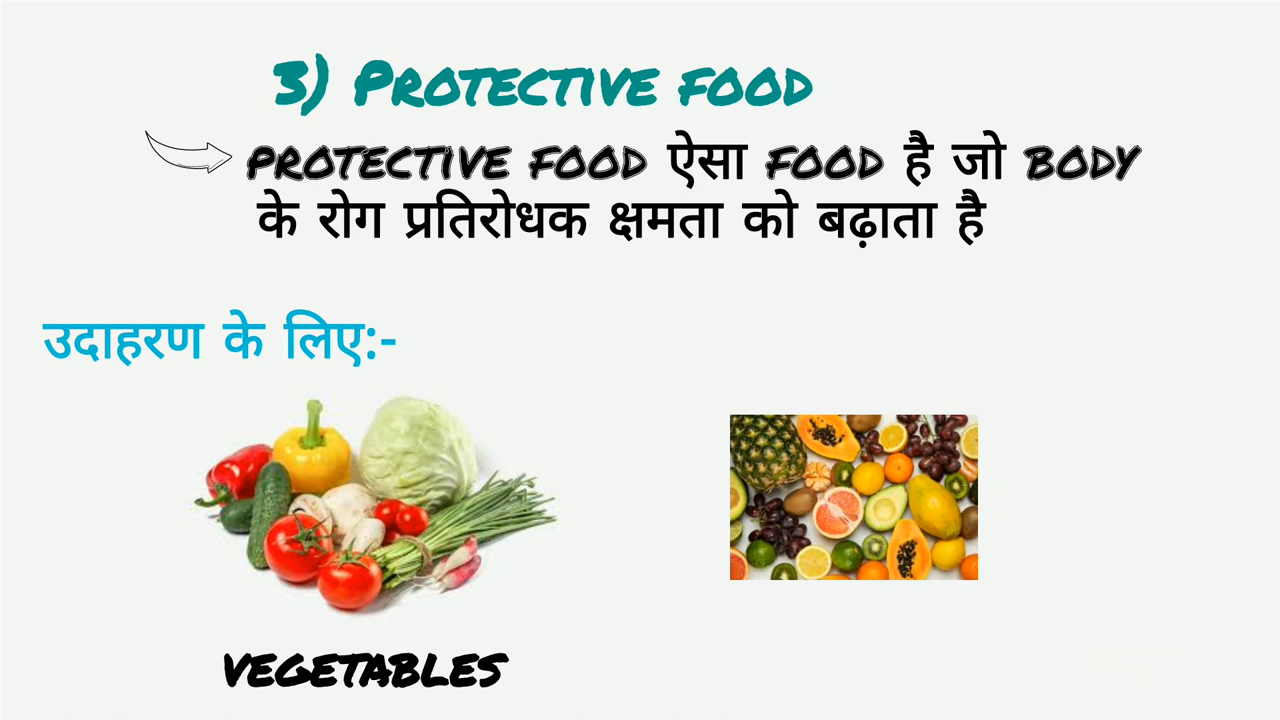 3) PROTECTIVE FOOD
PROTECTIVE FOOD ऐसा FOOD है जो BODY
के रोग प्रतिरोधक क्षमता को बढ़ाता है
उदाहरण के लिए:-
VEGETABLES